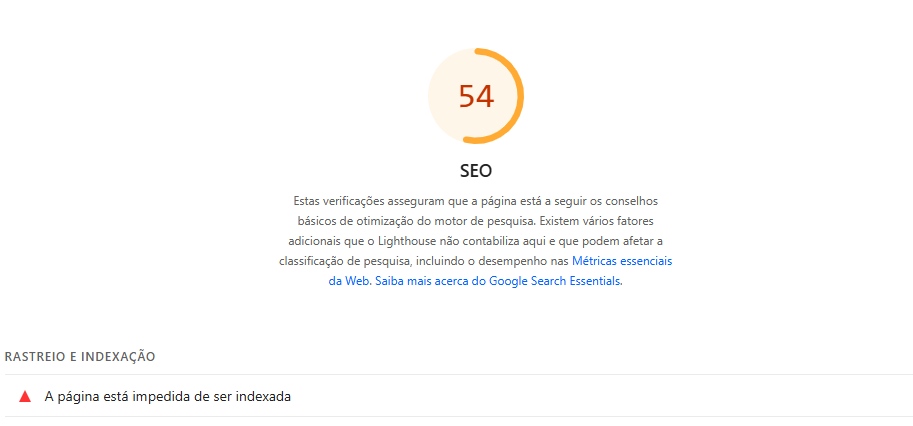 54
SEO
Estas verificações asseguram que a página está a seguir os conselhos
básicos de otimização do motor de pesquisa. Existem vários fatores
adicionais que o Lighthouse não contabiliza aqui e que podem afetar a
classificação de pesquisa, incluindo o desempenho nas Métricas essenciais
da Web. Saiba mais acerca do Google Search Essentials.
RASTREIO E INDEXAÇÃO
A página está impedida de ser indexada